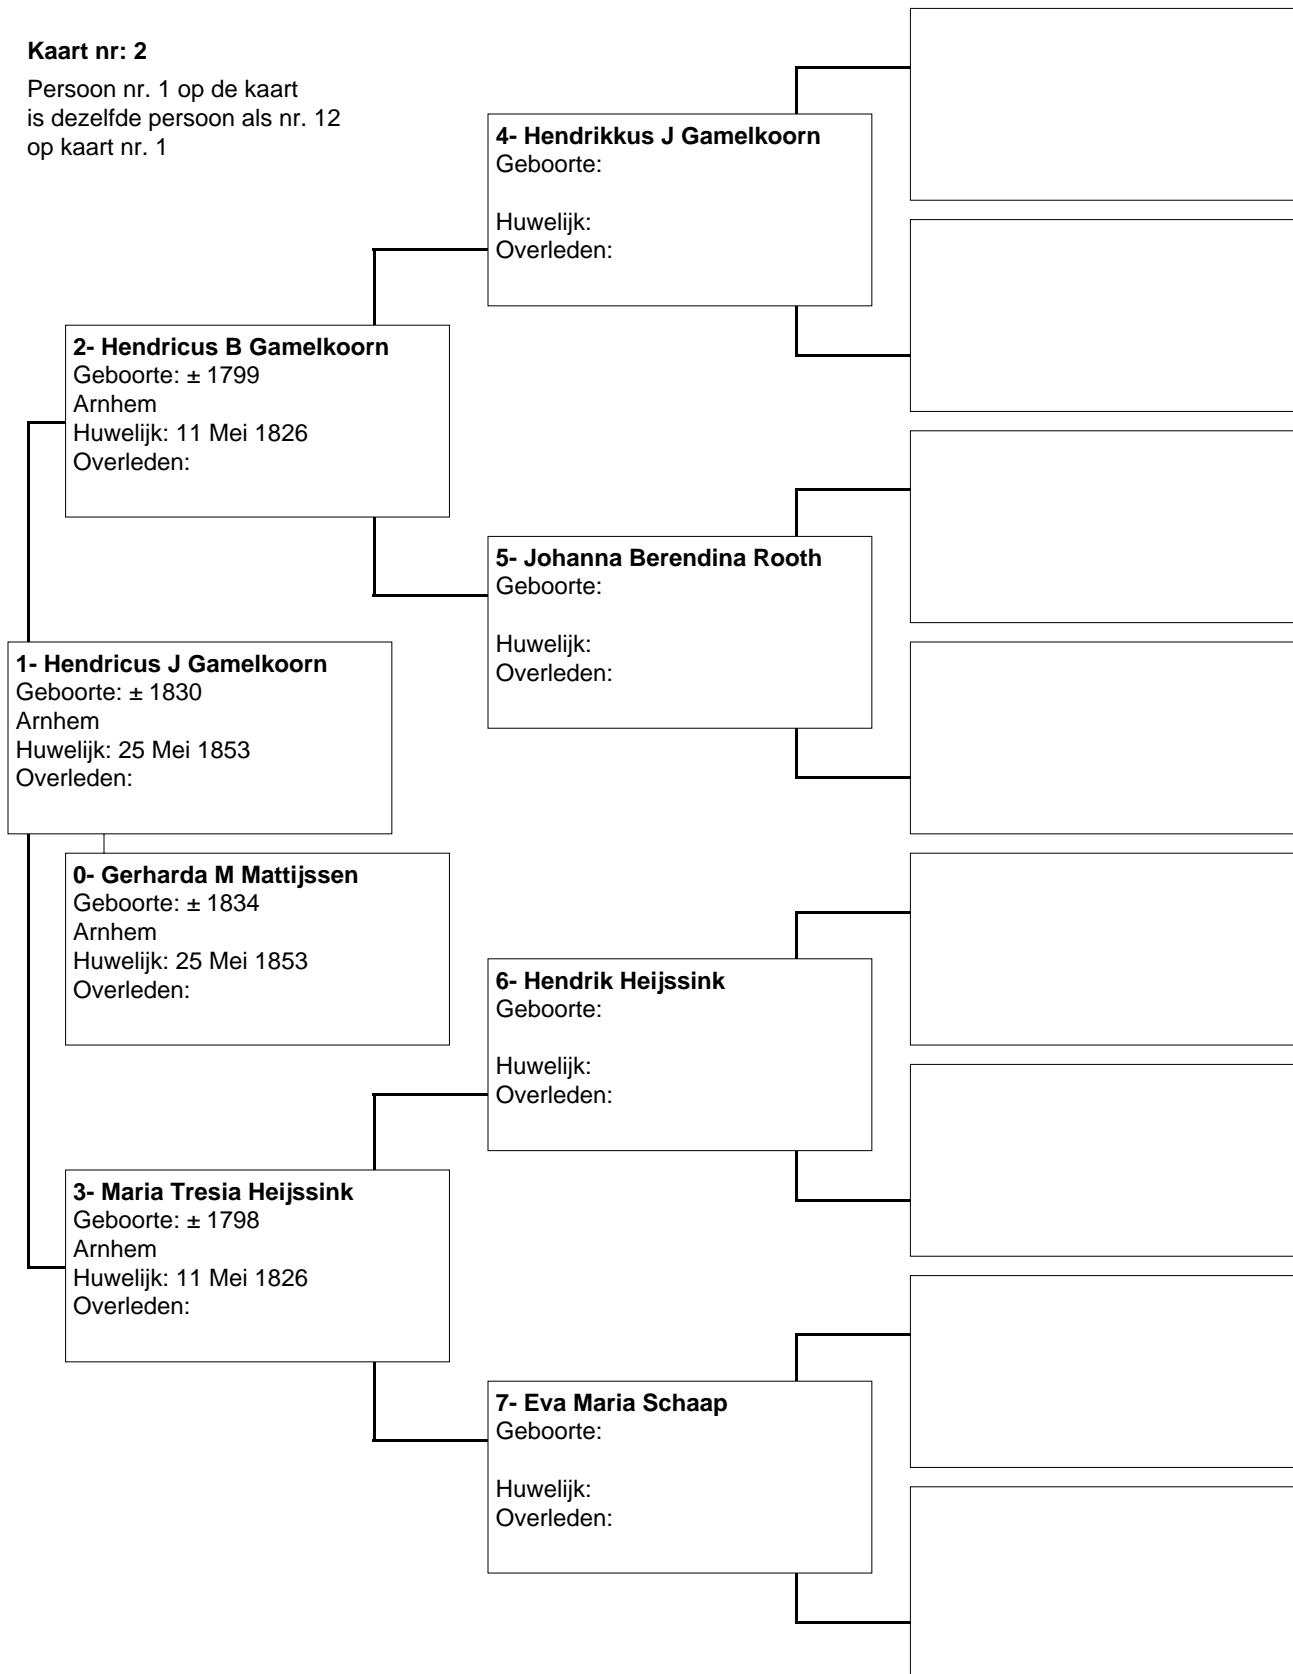 Kaart nr: 2
Persoon nr. 1 op de kaart
is dezelfde persoon als nr. 12
op kaart nr. 1
4- Hendrikkus J Gamelkoorn
Geboorte:
Huwelijk:
Overleden:
2- Hendricus B Gamelkoorn
Geboorte: ± 1799
Arnhem
Huwelijk: 11 Mei 1826
Overleden:
5- Johanna Berendina Rooth
Geboorte:
Huwelijk:
Overleden:
1- Hendricus J Gamelkoorn
Geboorte: ± 1830
Arnhem
Huwelijk: 25 Mei 1853
Overleden:
0- Gerharda M Mattijssen
Geboorte: ± 1834
Arnhem
Huwelijk: 25 Mei 1853
Overleden:
6- Hendrik Heijssink
Geboorte:
Huwelijk:
Overleden:
3- Maria Tresia Heijssink
Geboorte: ± 1798
Arnhem
Huwelijk: 11 Mei 1826
Overleden:
7- Eva Maria Schaap
Geboorte:
Huwelijk:
Overleden: